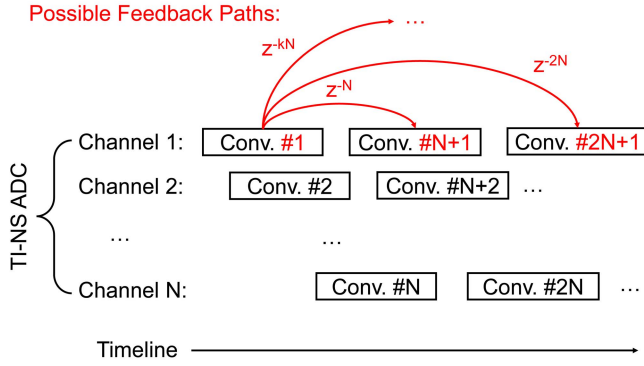 Possible Feedback Paths:
...
z-kN
z-2N
z-N
Channel 1: Conv. #1 Conv. #N+1 Conv. #2N+1
Channel 2: Conv. #2 Conv. #N+2 ...
TI-NS ADC
... ...
Channel N: Conv. #N Conv. #2N ...
Timeline